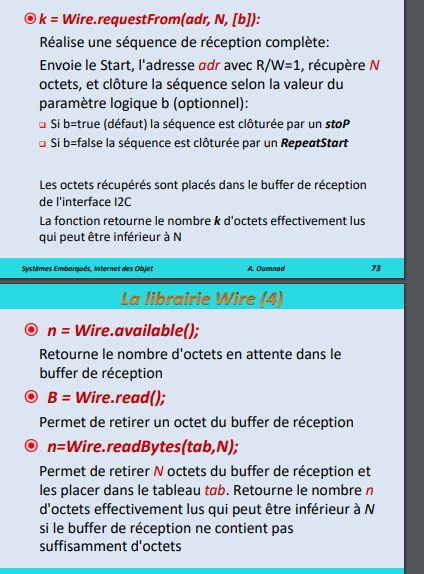 k = Wire.requestFrom(adr, N, [b]):
Réalise une séquence de réception complète:
Envoie le Start, l'adresse adr avec R/W=1, récupère N
octets, et clôture la séquence selon la valeur du
paramètre logique b (optionnel):
Si b=true (défaut) la séquence est clôturée par un stoP
Si b=false la séquence est clôturée par un RepeatStart
Les octets récupérés sont placés dans le buffer de réception
de l'interface I2C
La fonction retourne le nombre k d'octets effectivement lus
qui peut être inférieur à N
Systèmes Embarqués, Internet des Objet A. Oumnad 73
La librairie Wire (4)
n = Wire.available();
Retourne le nombre d'octets en attente dans le
buffer de réception
B = Wire.read();
Permet de retirer un octet du buffer de réception
n=Wire.readBytes(tab,N);
Permet de retirer N octets du buffer de réception et
les placer dans le tableau tab. Retourne le nombre n
d'octets effectivement lus qui peut être inférieur à N
si le buffer de réception ne contient pas
suffisamment d'octets